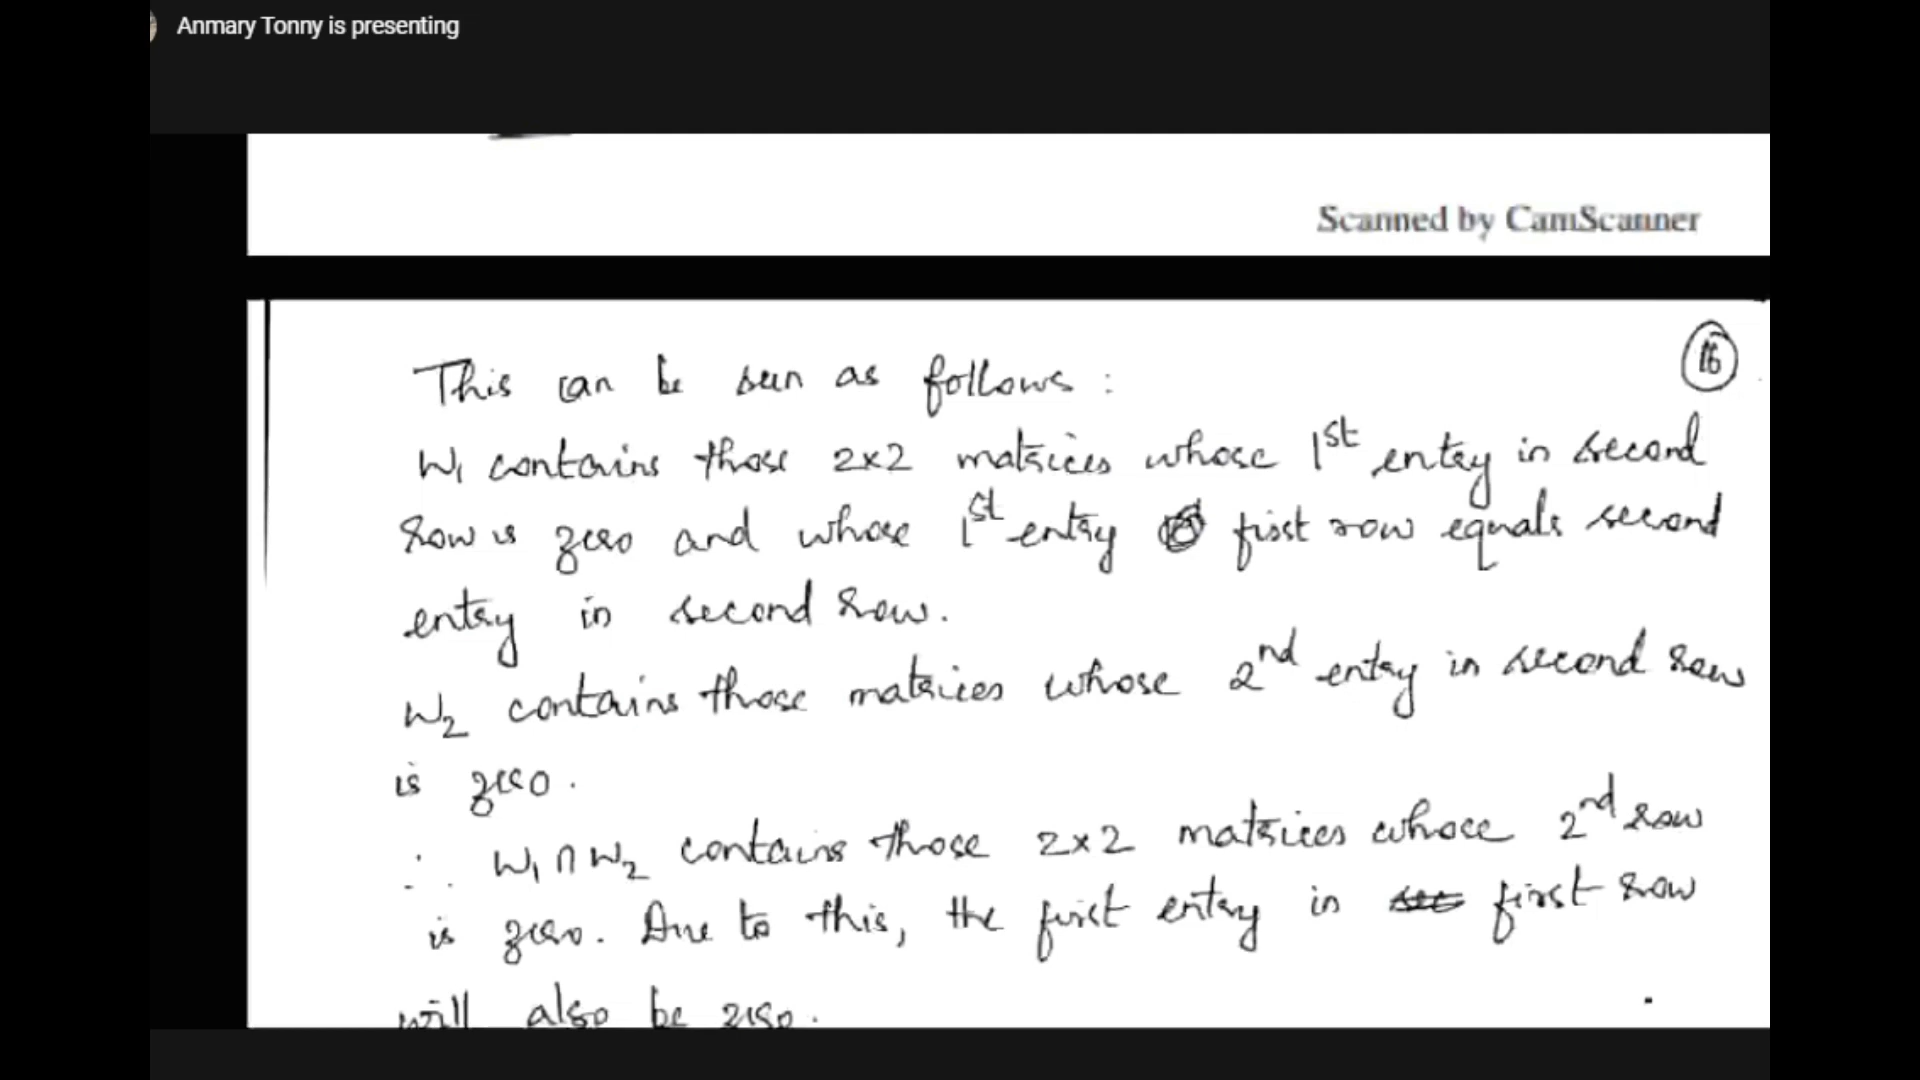 Anmary Tonny is presenting
Scanned by CamScanner
16
This can be seen as follows :
W₁ contains those 2x2 matrices whose 1st entry in second
row is zero and whose 1st entry first row equals second
entry in second row.
W₂ contains those matrices whose 2nd entry in second row
is zero.
∴ W₁ ∩ W₂ contains those 2x2 matrices whose 2nd row
is zero. Due to this, the first entry in first row
will also be zero.